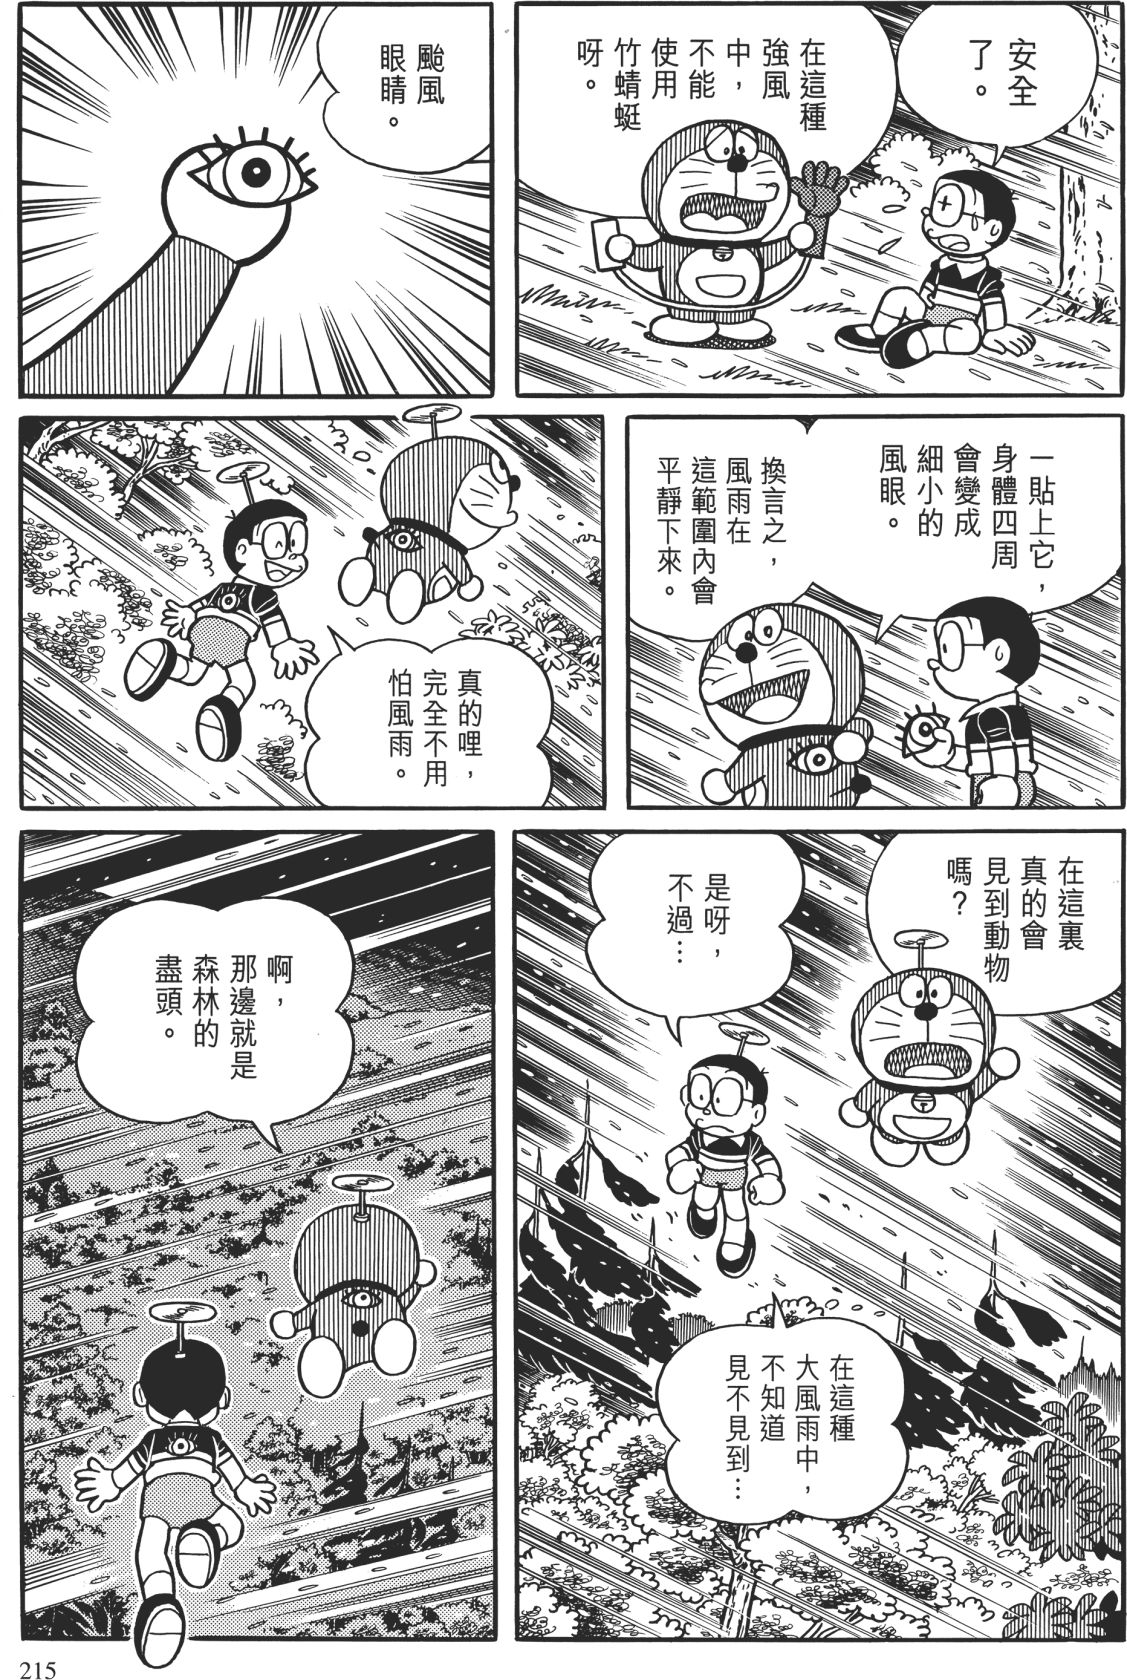 安全
了。
在這種
強風
中，
不能
使用
竹蜻蜓
呀。
颱風
眼睛。
一貼上它，
身體四周
會變成
細小的
風眼。
換言之，
風雨在
這範圍內會
平靜下來。
真的哩，
完全不用
怕風雨。
在這裏
真的會
見到動物
嗎？
是呀，
不過…
在這種
大風雨中，
不知道
見不見到…
啊，
那邊就是
森林的
盡頭。
215